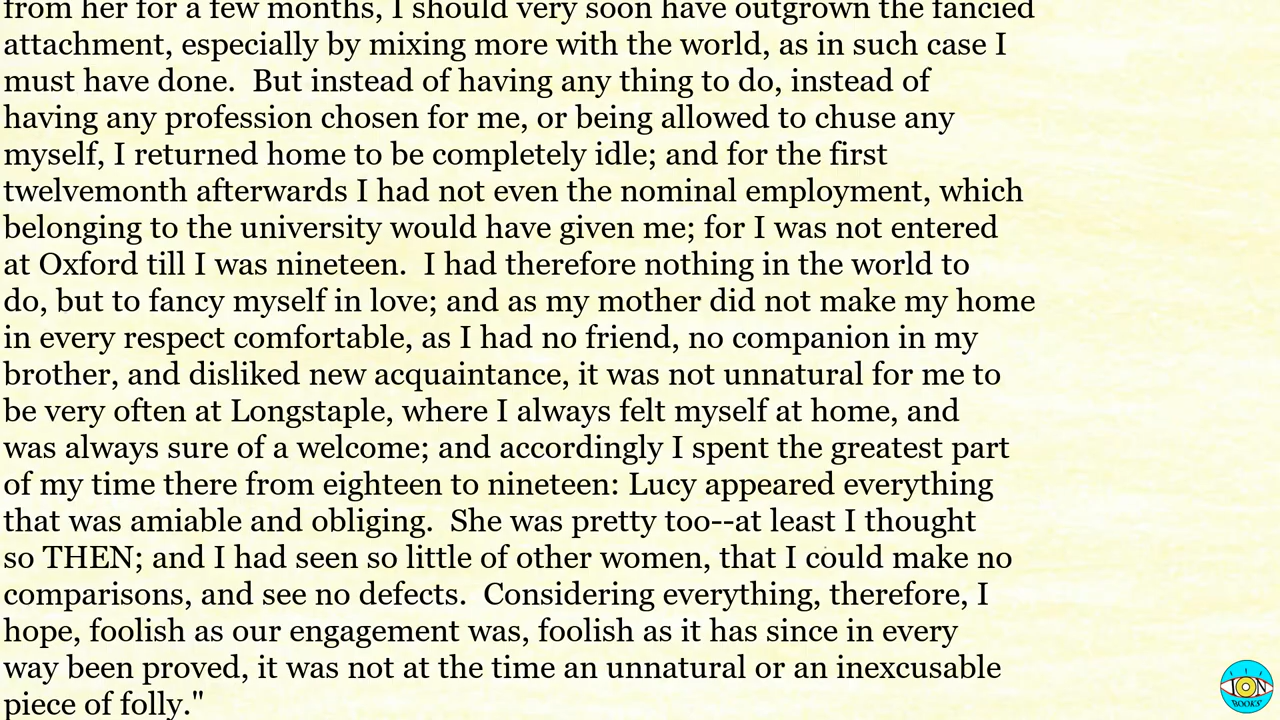 from her for a few months, I should very soon have outgrown the fancied
attachment, especially by mixing more with the world, as in such case I
must have done.  But instead of having any thing to do, instead of
having any profession chosen for me, or being allowed to chuse any
myself, I returned home to be completely idle; and for the first
twelvemonth afterwards I had not even the nominal employment, which
belonging to the university would have given me; for I was not entered
at Oxford till I was nineteen.  I had therefore nothing in the world to
do, but to fancy myself in love; and as my mother did not make my home
in every respect comfortable, as I had no friend, no companion in my
brother, and disliked new acquaintance, it was not unnatural for me to
be very often at Longstaple, where I always felt myself at home, and
was always sure of a welcome; and accordingly I spent the greatest part
of my time there from eighteen to nineteen: Lucy appeared everything
that was amiable and obliging.  She was pretty too--at least I thought
so THEN; and I had seen so little of other women, that I could make no
comparisons, and see no defects.  Considering everything, therefore, I
hope, foolish as our engagement was, foolish as it has since in every
way been proved, it was not at the time an unnatural or an inexcusable
piece of folly."
ION
BOOKS